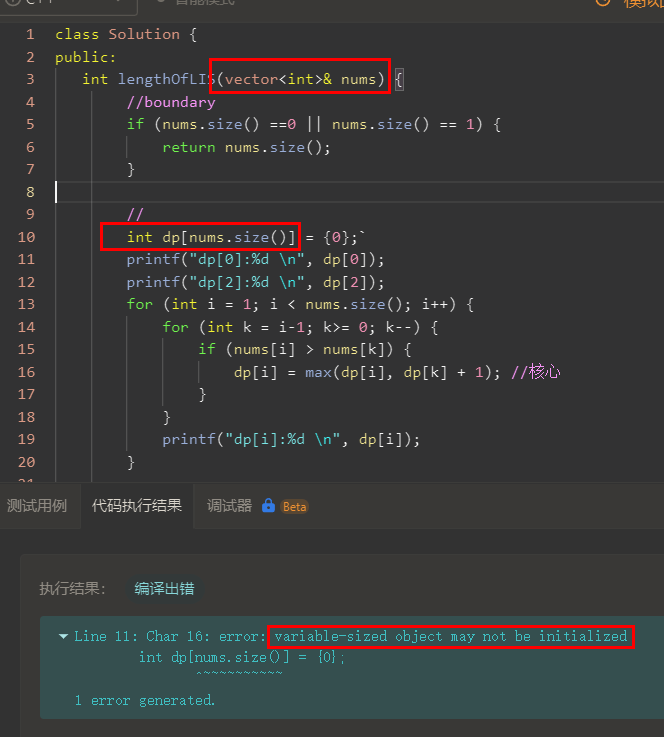 智能模式
模拟面
1 class Solution {
2 public:
3 int lengthOfLIS(vector<int>& nums) {
4 //boundary
5 if (nums.size() ==0 || nums.size() == 1) {
6 return nums.size();
7 }
8
9 //
10 int dp[nums.size()] = {0};`
11 printf("dp[0]:%d \n", dp[0]);
12 printf("dp[2]:%d \n", dp[2]);
13 for (int i = 1; i < nums.size(); i++) {
14 for (int k = i-1; k>= 0; k--) {
15 if (nums[i] > nums[k]) {
16 dp[i] = max(dp[i], dp[k] + 1); //核心
17 }
18 }
19 printf("dp[i]:%d \n", dp[i]);
20 }
测试用例 代码执行结果 调试器 Beta
执行结果: 编译出错
Line 11: Char 16: error: variable-sized object may not be initialized
int dp[nums.size()] = {0};
^~~~~~~~~~~
1 error generated.